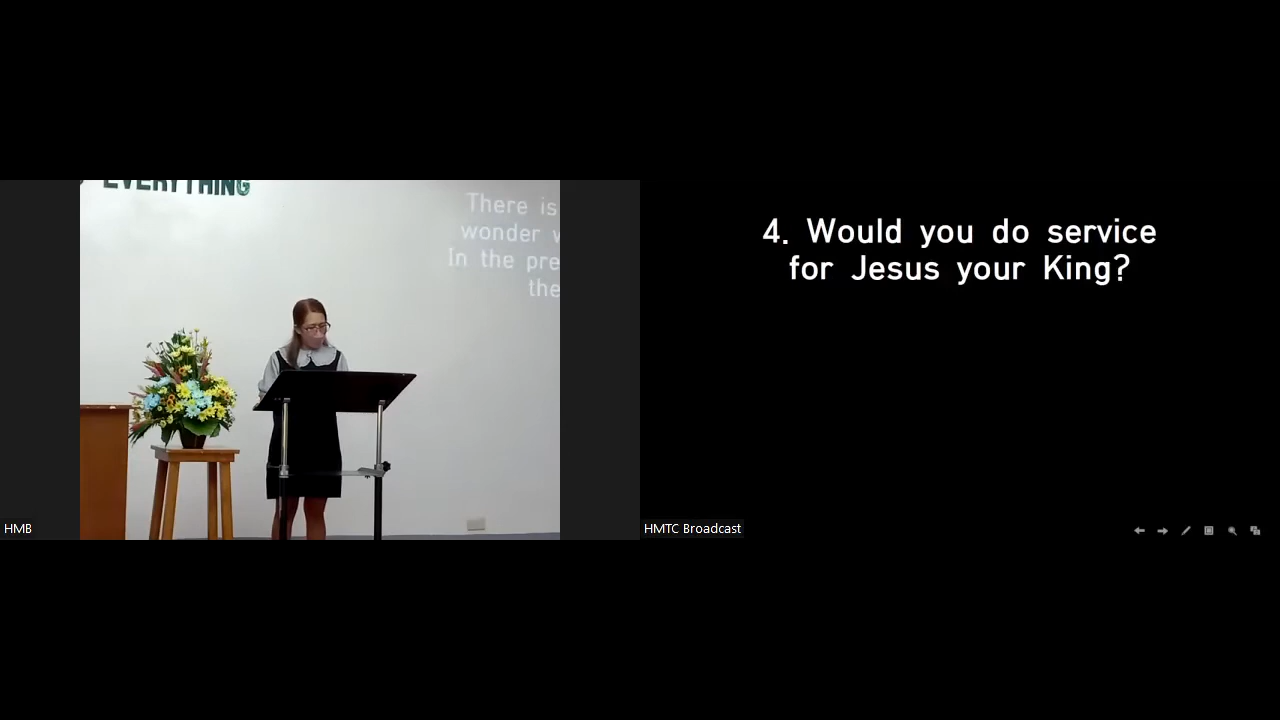 EVERYTHING
There is
wonder
In the pre
the
HMB
4. Would you do service
for Jesus your King?
HMTC Broadcast